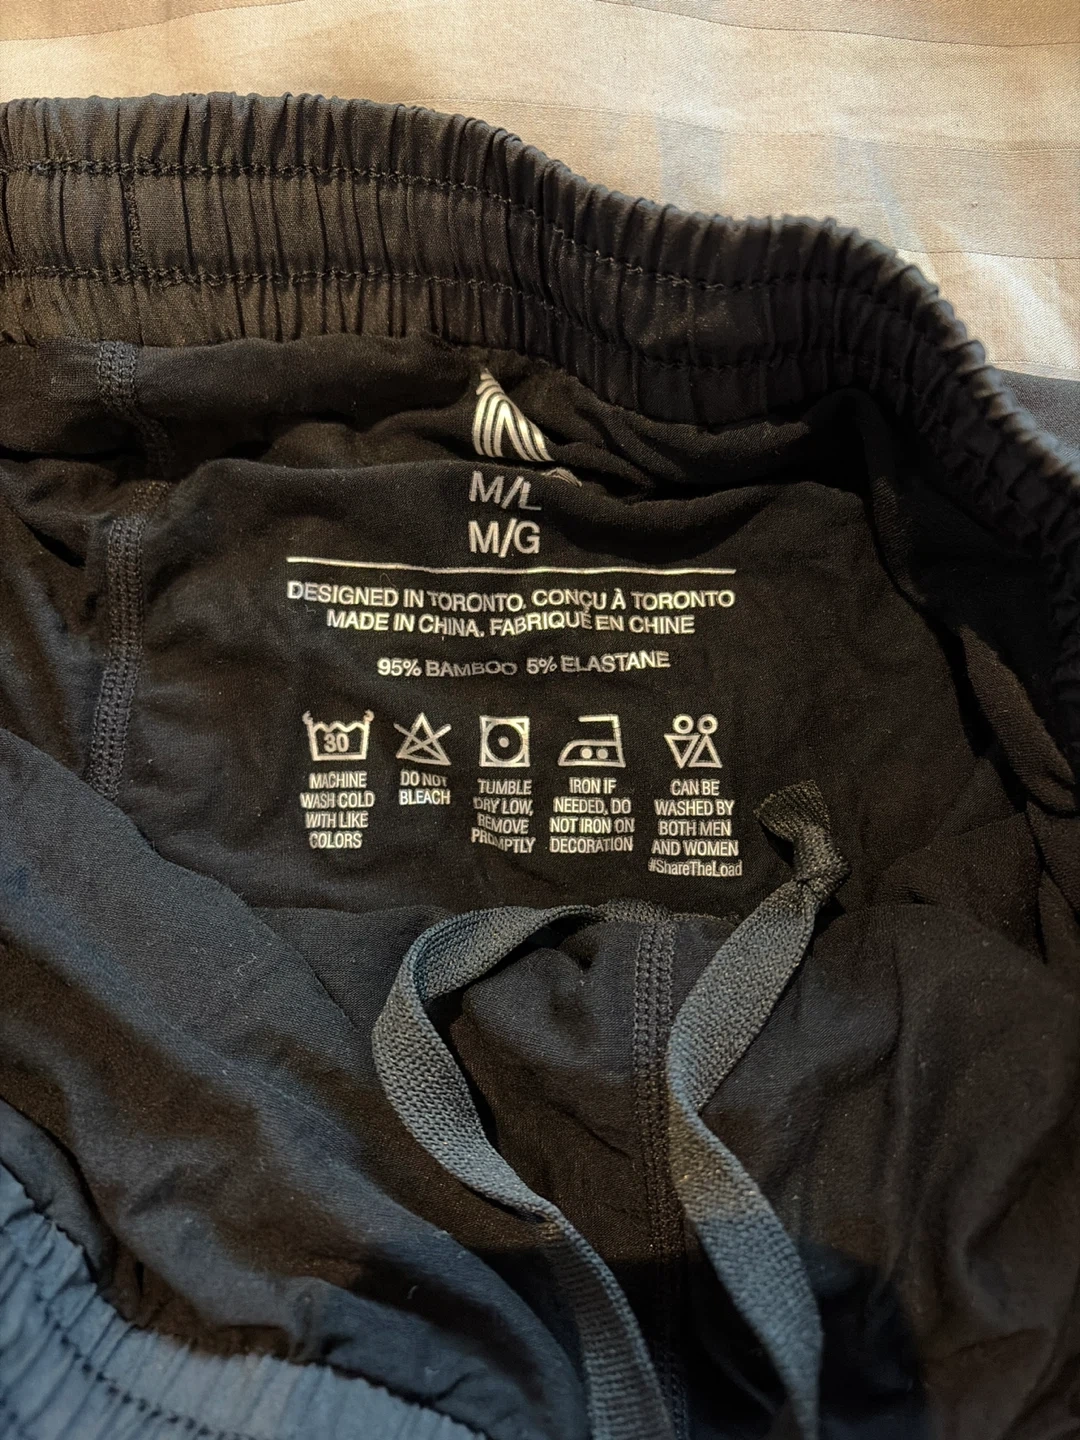 M/L
M/G
DESIGNED IN TORONTO. CONÇU À TORONTO
MADE IN CHINA. FABRIQUÉ EN CHINE
95% BAMBOO 5% ELASTANE
30
MACHINE
WASH COLD
WITH LIKE
COLORS
DO NOT
BLEACH
TUMBLE
DRY LOW,
REMOVE
PROMPTLY
IRON IF
NEEDED, DO
NOT IRON ON
DECORATION
CAN BE
WASHED BY
BOTH MEN
AND WOMEN
#ShareTheLoad